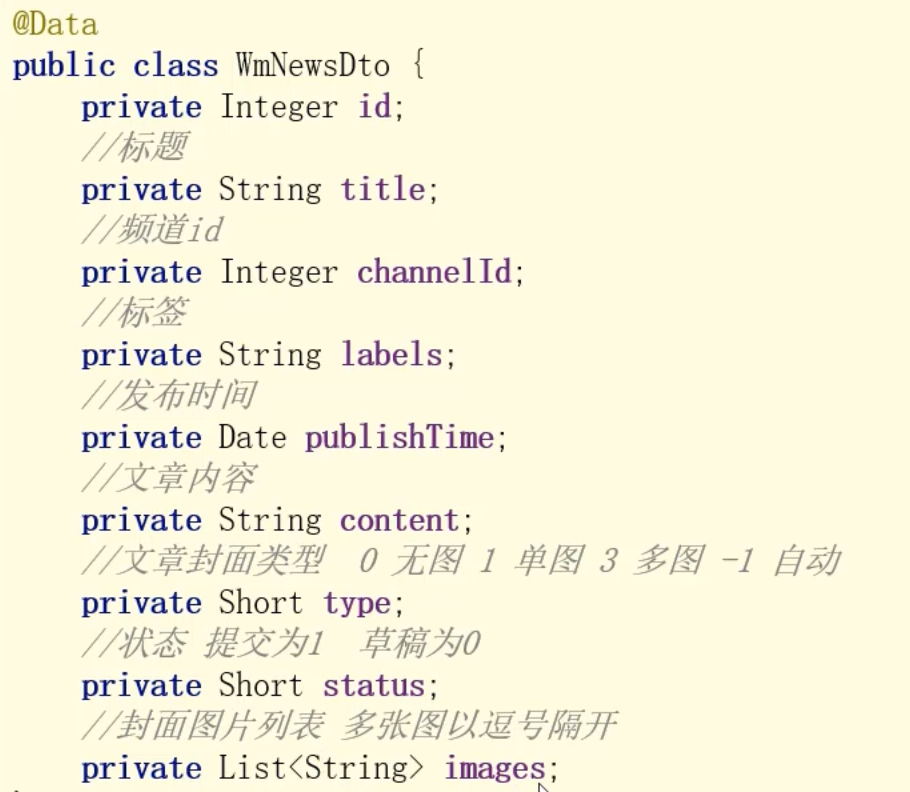 @Data
public class WmNewsDto {
    private Integer id;
    //标题
    private String title;
    //频道id
    private Integer channelId;
    //标签
    private String labels;
    //发布时间
    private Date publishTime;
    //文章内容
    private String content;
    //文章封面类型  0 无图 1 单图 3 多图 -1 自动
    private Short type;
    //状态 提交为1  草稿为0
    private Short status;
    //封面图片列表 多张图以逗号隔开
    private List<String> images;